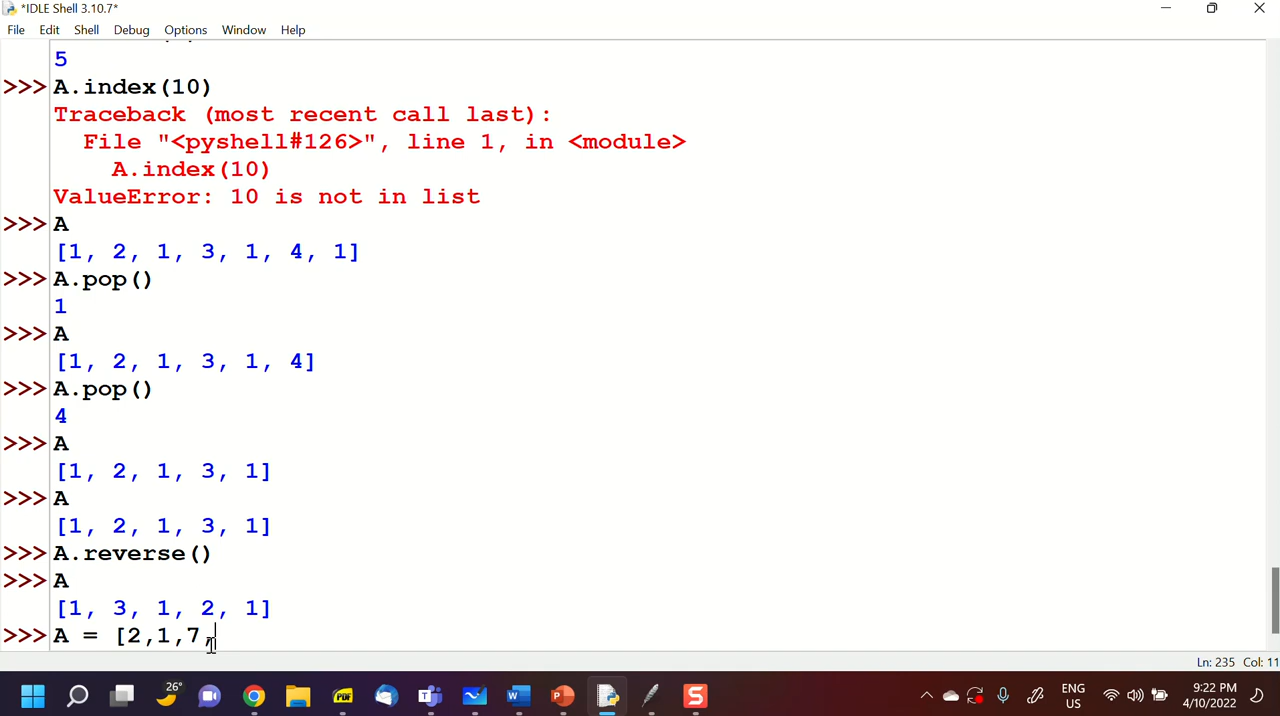 *IDLE Shell 3.10.7*
File Edit Shell Debug Options Window Help
5
>>> A.index(10)
Traceback (most recent call last):
  File "<pyshell#126>", line 1, in <module>
    A.index(10)
ValueError: 10 is not in list
>>> A
[1, 2, 1, 3, 1, 4, 1]
>>> A.pop()
1
>>> A
[1, 2, 1, 3, 1, 4]
>>> A.pop()
4
>>> A
[1, 2, 1, 3, 1]
>>> A
[1, 2, 1, 3, 1]
>>> A.reverse()
>>> A
[1, 3, 1, 2, 1]
>>> A = [2,1,7,
Ln: 235 Col: 11
26°
PDF
W
P
S
ENG
US
9:22 PM
4/10/2022